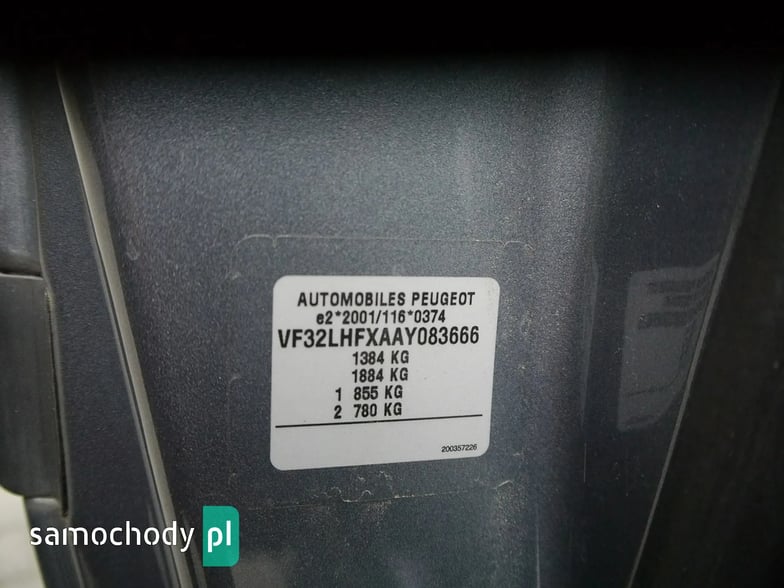 AUTOMOBILES PEUGEOT
e2*2001/116*0374
VF32LHFXAAY083666
1384 KG
1884 KG
1 855 KG
2 780 KG
200357226
samochody pl